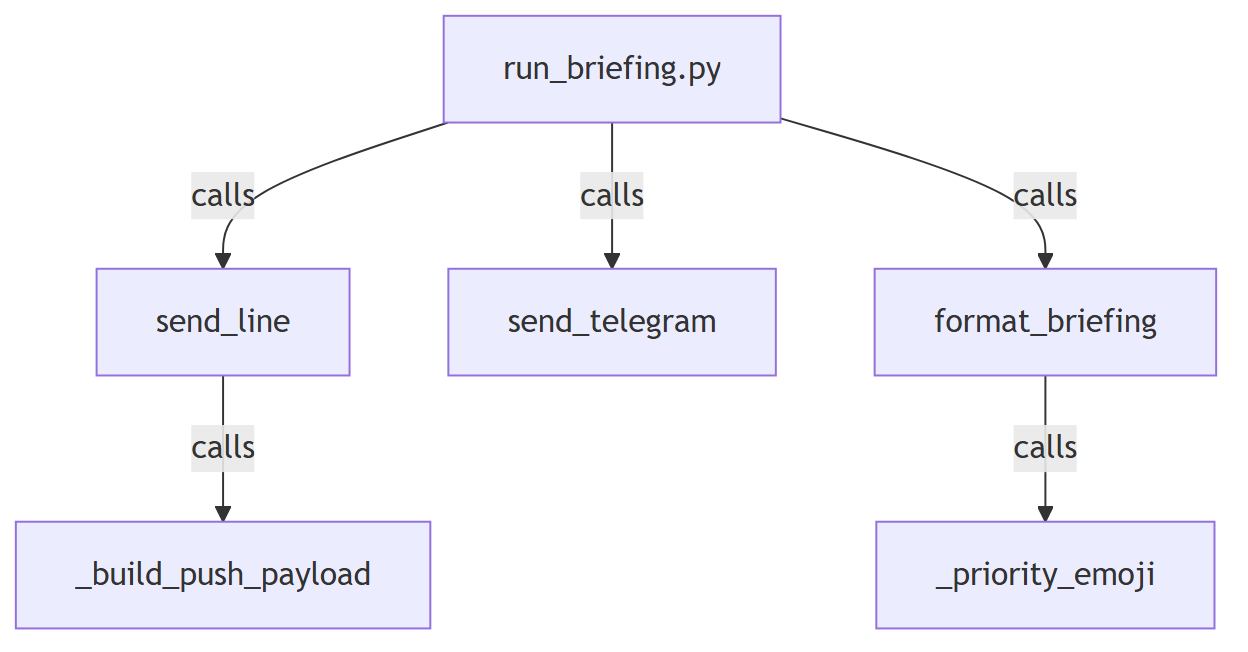 run_briefing.py
calls
calls
calls
send_line
send_telegram
format_briefing
calls
calls
_build_push_payload
_priority_emoji